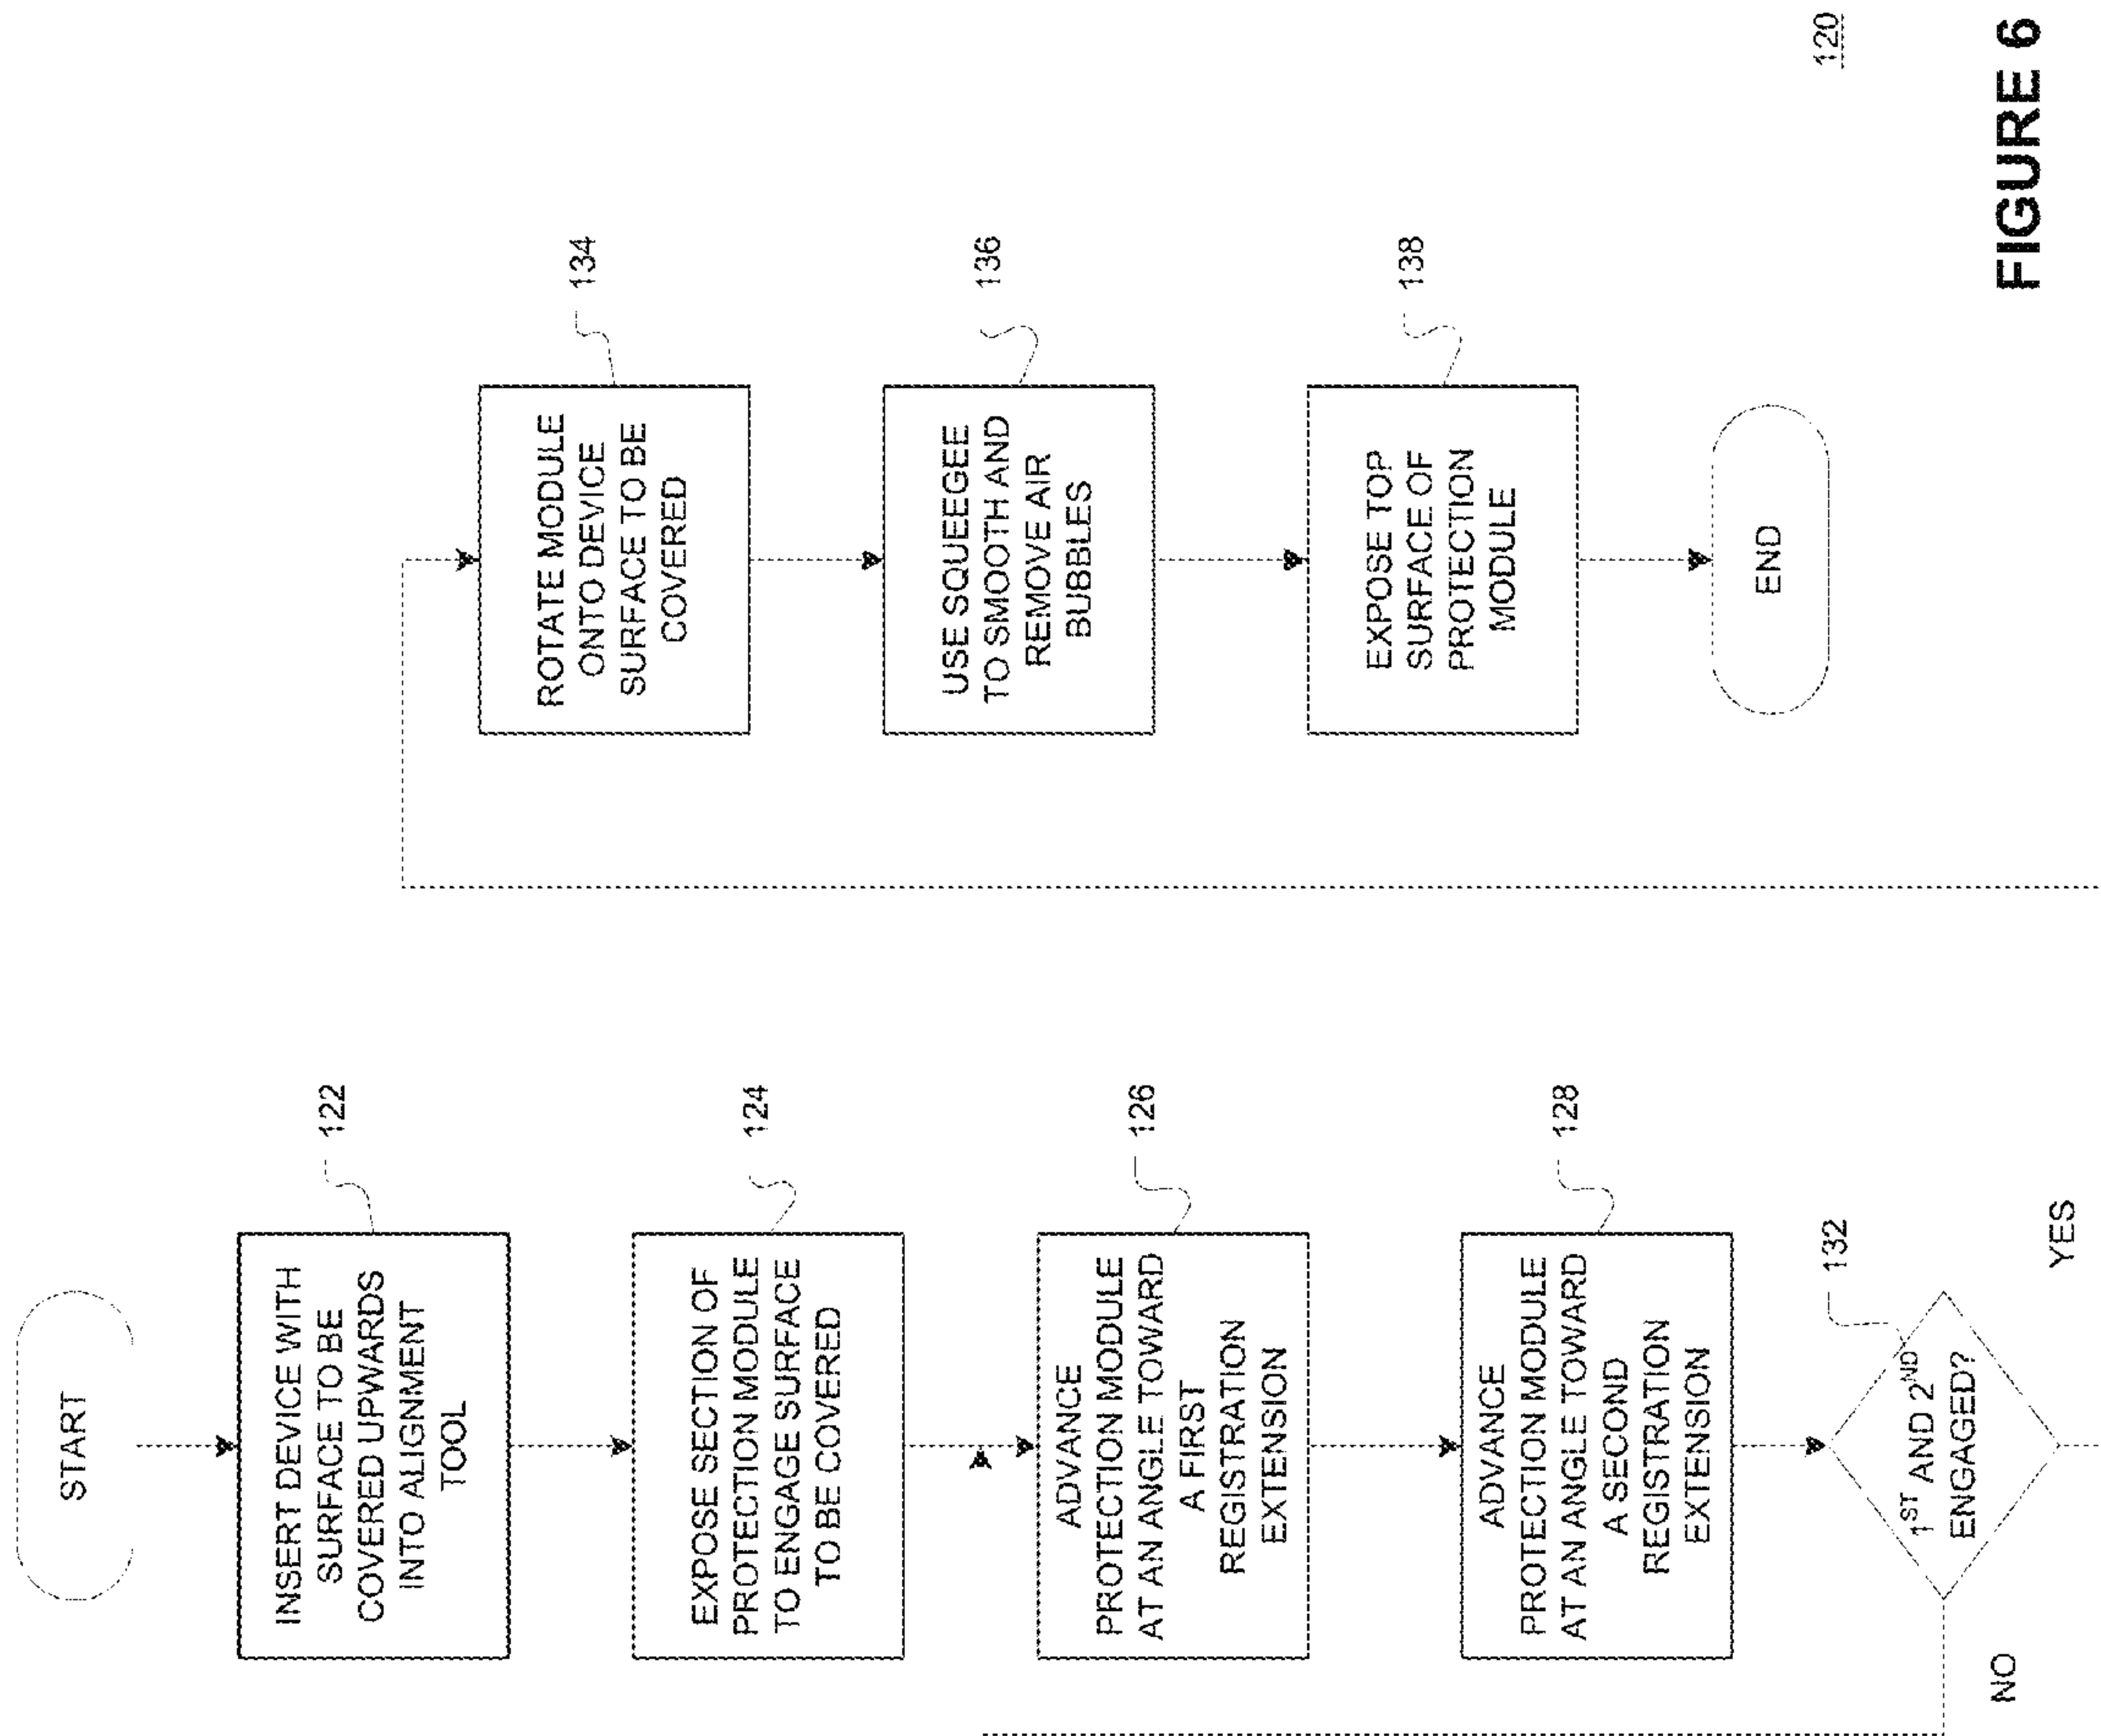 START
INSERT DEVICE WITH
SURFACE TO BE
COVERED UPWARDS
INTO ALIGNMENT
TOOL
122
EXPOSE SECTION OF
PROTECTION MODULE
TO ENGAGE SURFACE
TO BE COVERED
124
ADVANCE
PROTECTION MODULE
AT AN ANGLE TOWARD
A FIRST
REGISTRATION
EXTENSION
126
ADVANCE
PROTECTION MODULE
AT AN ANGLE TOWARD
A SECOND
REGISTRATION
EXTENSION
128
132
1ST AND 2ND
ENGAGED?
NO
YES
ROTATE MODULE
ONTO DEVICE
SURFACE TO BE
COVERED
134
USE SQUEEGEE
TO SMOOTH AND
REMOVE AIR
BUBBLES
136
EXPOSE TOP
SURFACE OF
PROTECTION
MODULE
138
END
120
FIGURE 6